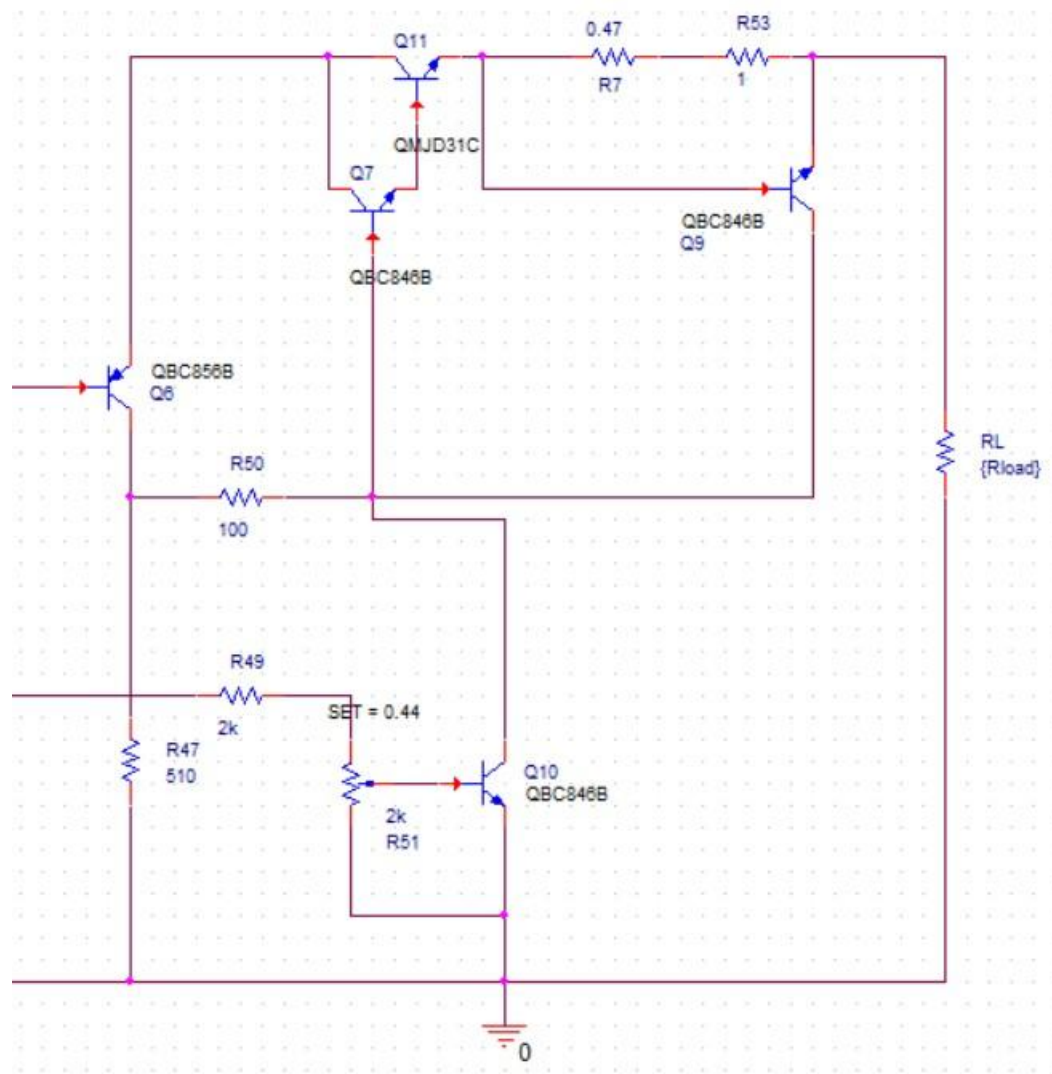 R53
0.47
Q11
R7
1
QMJD31C
Q7
QBC846B
Q9
QBC846B
QBC856B
Q6
R50
RL
{Rload}
100
R49
SET = 0.44
2k
R47
510
Q10
QBC846B
2k
R51
0